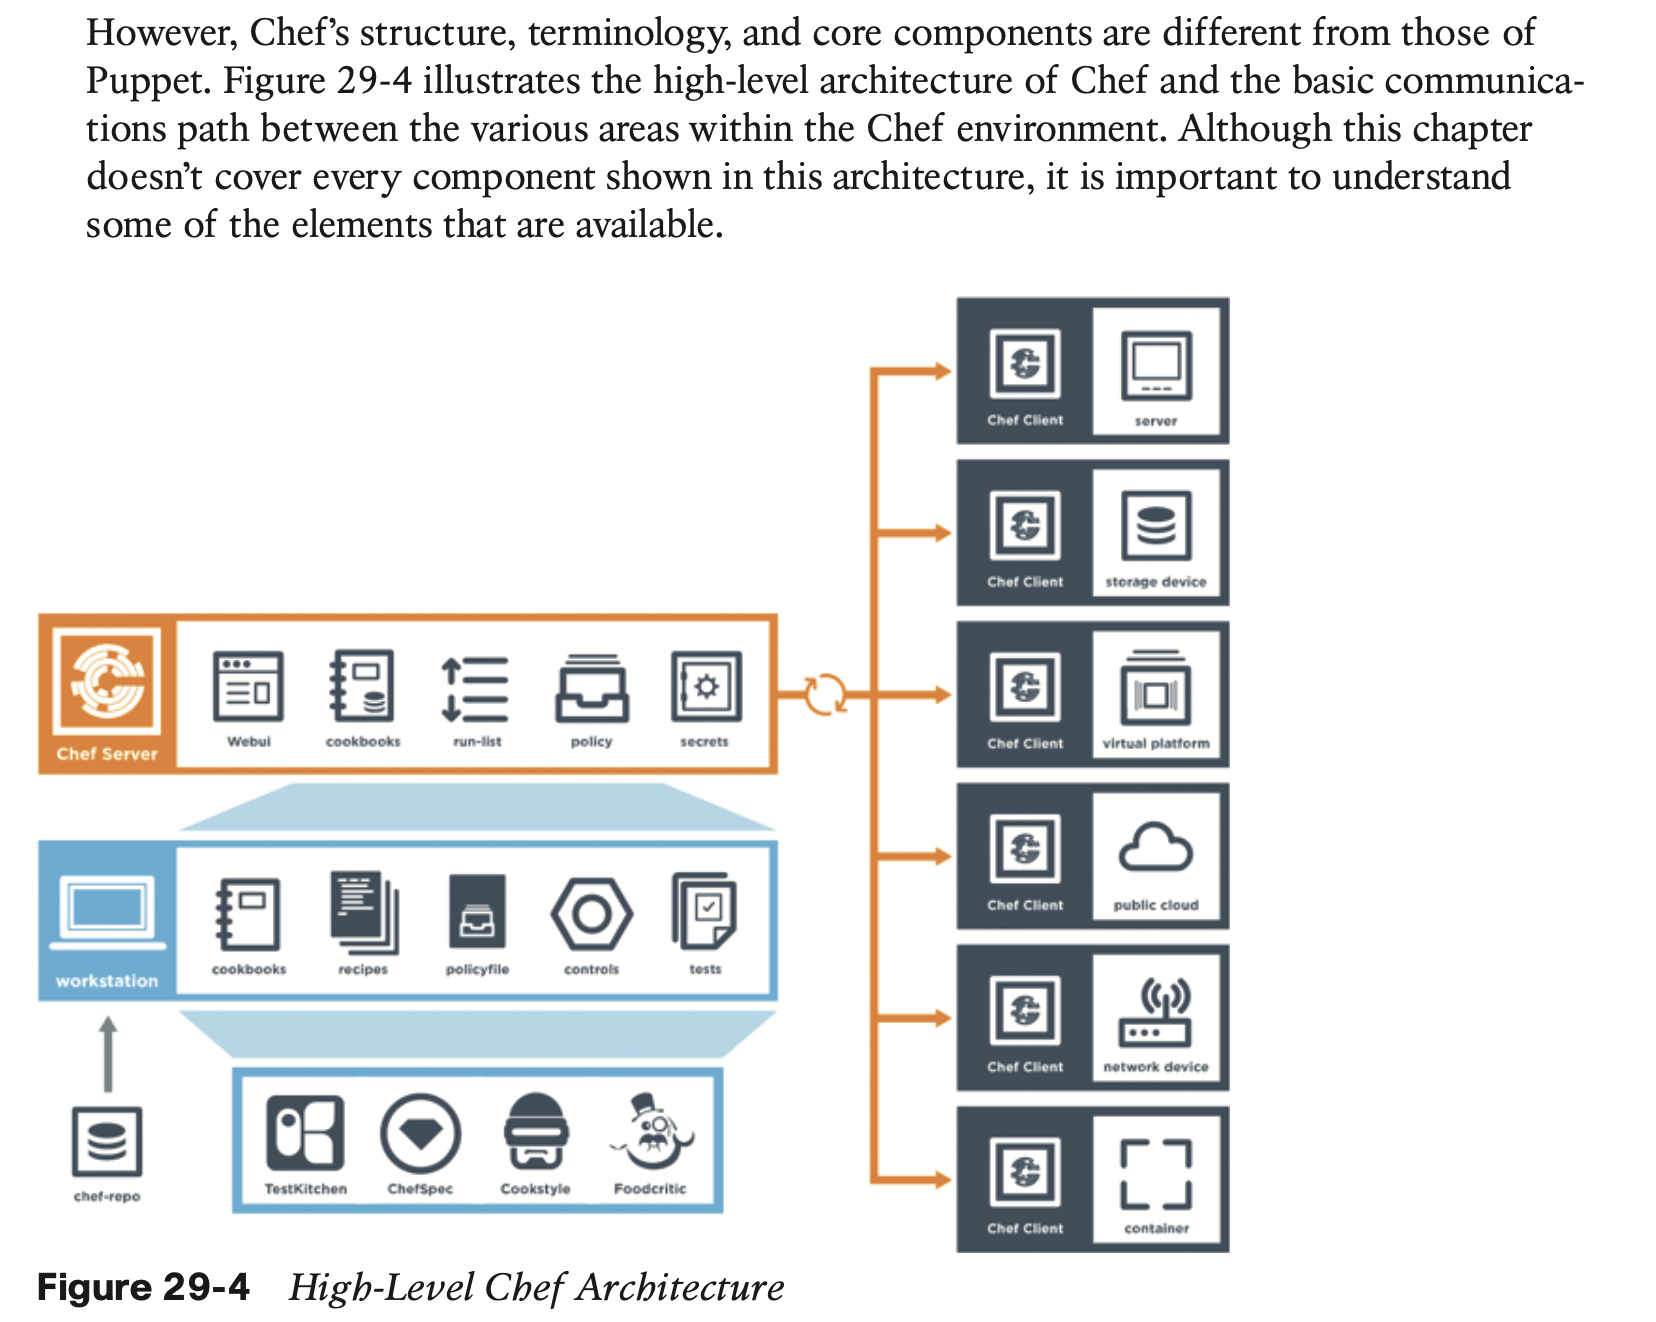 However, Chef’s structure, terminology, and core components are different from those of
Puppet. Figure 29-4 illustrates the high-level architecture of Chef and the basic communica-
tions path between the various areas within the Chef environment. Although this chapter
doesn’t cover every component shown in this architecture, it is important to understand
some of the elements that are available.
Chef Client
server
Chef Client
storage device
Chef Server
Webui
cookbooks
run-list
policy
secrets
Chef Client
virtual platform
Chef Client
public cloud
workstation
cookbooks
recipes
policyfile
controls
tests
Chef Client
network device
chef-repo
TestKitchen
ChefSpec
Cookstyle
Foodcritic
Chef Client
container
Figure 29-4 High-Level Chef Architecture